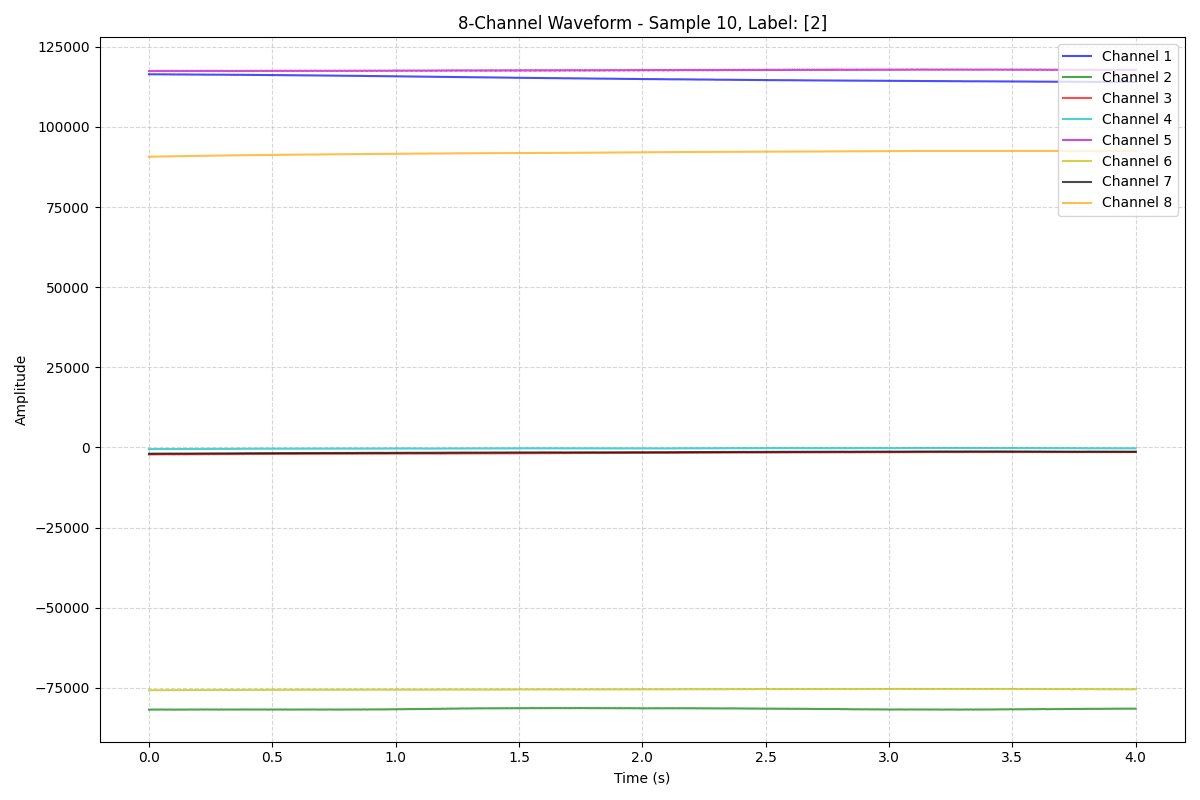 8-Channel Waveform - Sample 10, Label: [2]
125000
100000
75000
50000
25000
0
−25000
−50000
−75000
Amplitude
Channel 1
Channel 2
Channel 3
Channel 4
Channel 5
Channel 6
Channel 7
Channel 8
0.0 0.5 1.0 1.5 2.0 2.5 3.0 3.5 4.0
Time (s)